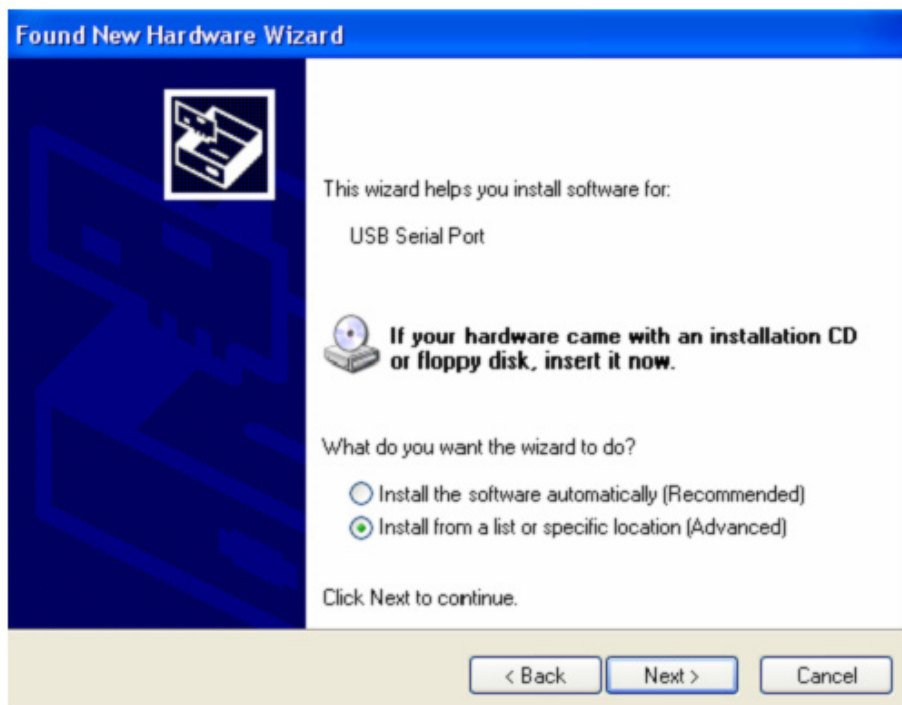 Found New Hardware Wizard
This wizard helps you install software for:
USB Serial Port
If your hardware came with an installation CD
or floppy disk, insert it now.
What do you want the wizard to do?
Install the software automatically (Recommended)
Install from a list or specific location (Advanced)
Click Next to continue.
< Back
Next >
Cancel